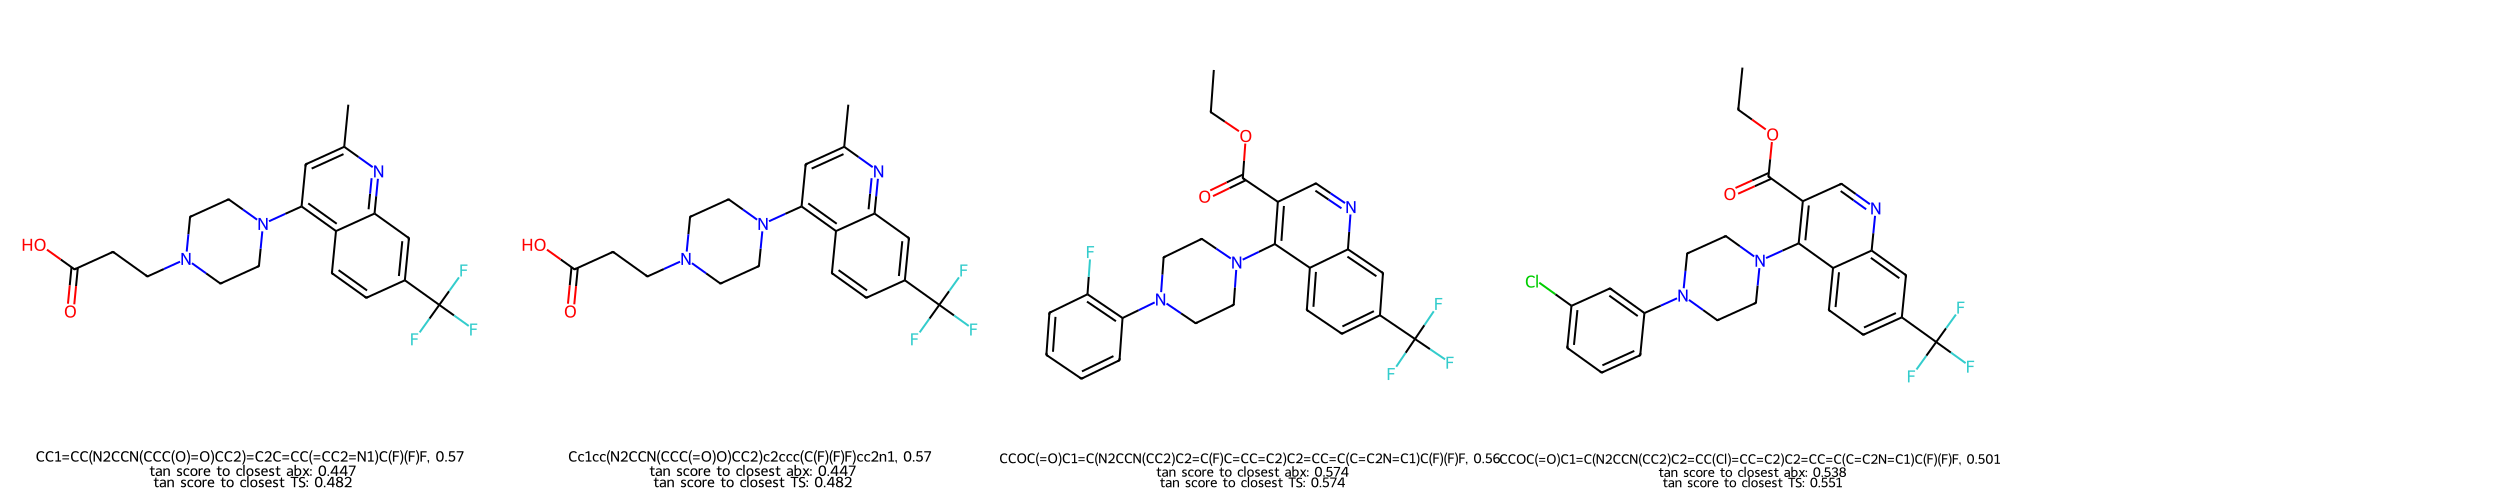 O
O
N
N
O
O
N
N
HO
N
N
F
N
N
HO
N
N
F
N
N
F
F
N
N
Cl
F
F
O
O
F
F
F
F
F
F
F
F
CC1=CC(N2CCN(CCC(O)=O)CC2)=C2C=CC(=CC2=N1)C(F)(F)F, 0.57
tan score to closest abx: 0.447
tan score to closest TS: 0.482
Cc1cc(N2CCN(CCC(=O)O)CC2)c2ccc(C(F)(F)F)cc2n1, 0.57
tan score to closest abx: 0.447
tan score to closest TS: 0.482
CCOC(=O)C1=C(N2CCN(CC2)C2=C(F)C=CC=C2)C2=CC=C(C=C2N=C1)C(F)(F)F, 0.56
tan score to closest abx: 0.574
tan score to closest TS: 0.574
CCOC(=O)C1=C(N2CCN(CC2)C2=CC(Cl)=CC=C2)C2=CC=C(C=C2N=C1)C(F)(F)F, 0.501
tan score to closest abx: 0.538
tan score to closest TS: 0.551